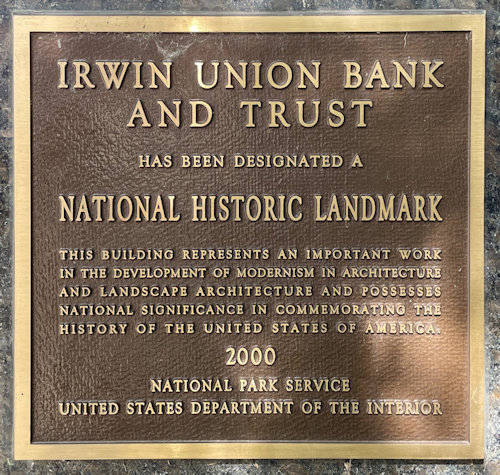 IRWIN UNION BANK
AND TRUST
HAS BEEN DESIGNATED A
NATIONAL HISTORIC LANDMARK
THIS BUILDING REPRESENTS AN IMPORTANT WORK
IN THE DEVELOPMENT OF MODERNISM IN ARCHITECTURE
AND LANDSCAPE ARCHITECTURE AND POSSESSES
NATIONAL SIGNIFICANCE IN COMMEMORATING THE
HISTORY OF THE UNITED STATES OF AMERICA.
2000
NATIONAL PARK SERVICE
UNITED STATES DEPARTMENT OF THE INTERIOR